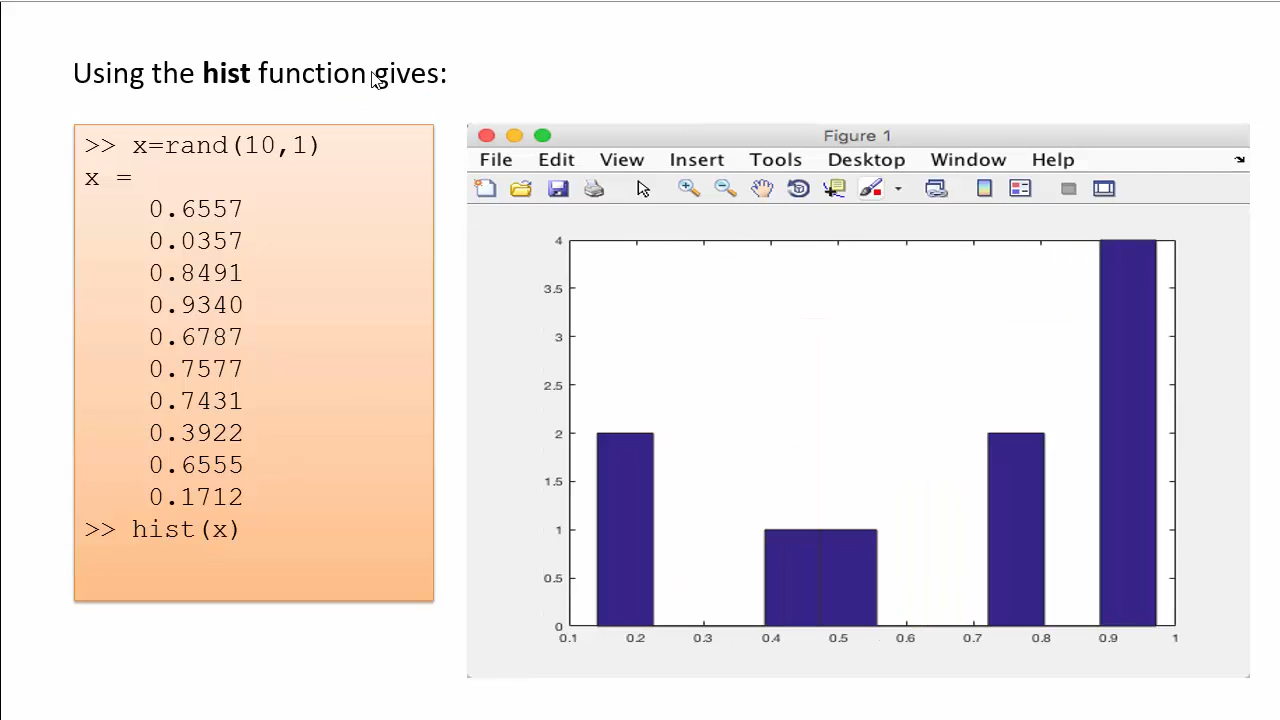 Using the hist function gives:
>> x=rand(10,1)
x =
0.6557
0.0357
0.8491
0.9340
0.6787
0.7577
0.7431
0.3922
0.6555
0.1712
>> hist(x)
Figure 1
File Edit View Insert Tools Desktop Window Help
4
3.5
3
2.5
2
1.5
1
0.5
0
0.1 0.2 0.3 0.4 0.5 0.6 0.7 0.8 0.9 1